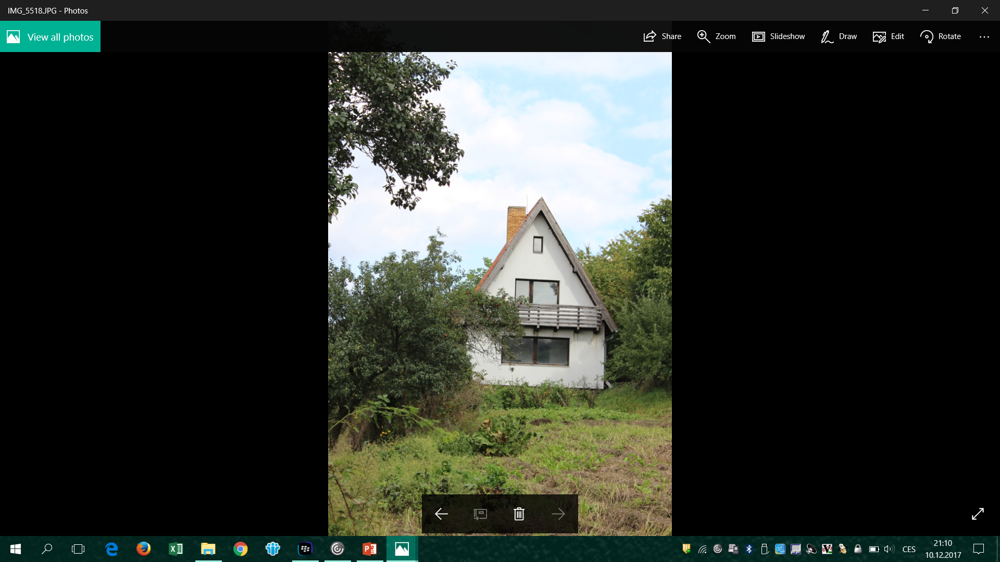 IMG_5518.JPG - Photos
View all photos
Share
Zoom
Slideshow
Draw
Edit
Rotate
CES
21:10
10.12.2017